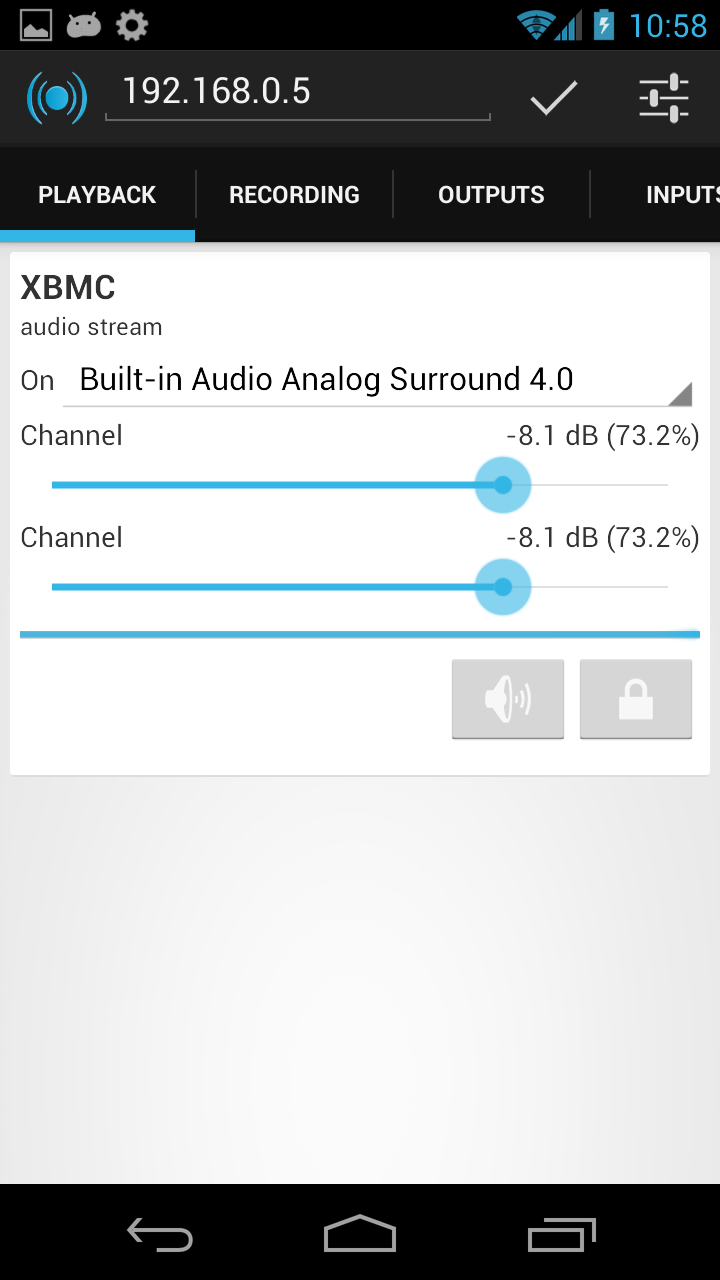 10:58
192.168.0.5
PLAYBACK
RECORDING
OUTPUTS
INPUTS
XBMC
audio stream
On Built-in Audio Analog Surround 4.0
Channel -8.1 dB (73.2%)
Channel -8.1 dB (73.2%)